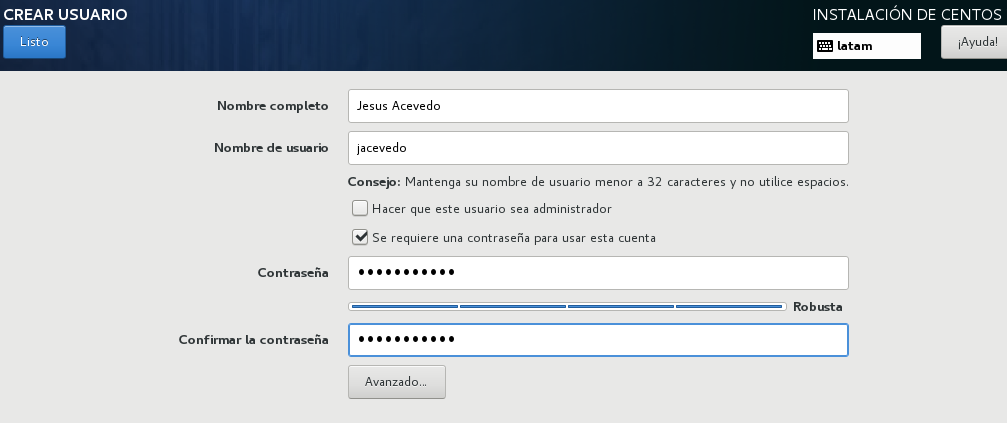 CREAR USUARIO
INSTALACIÓN DE CENTOS
Listo
latam
¡Ayuda!
Nombre completo
Jesus Acevedo
Nombre de usuario
jacevedo
Consejo: Mantenga su nombre de usuario menor a 32 caracteres y no utilice espacios.
Hacer que este usuario sea administrador
Se requiere una contraseña para usar esta cuenta
Contraseña
●●●●●●●●●●●
Robusta
Confirmar la contraseña
●●●●●●●●●●●
Avanzado...